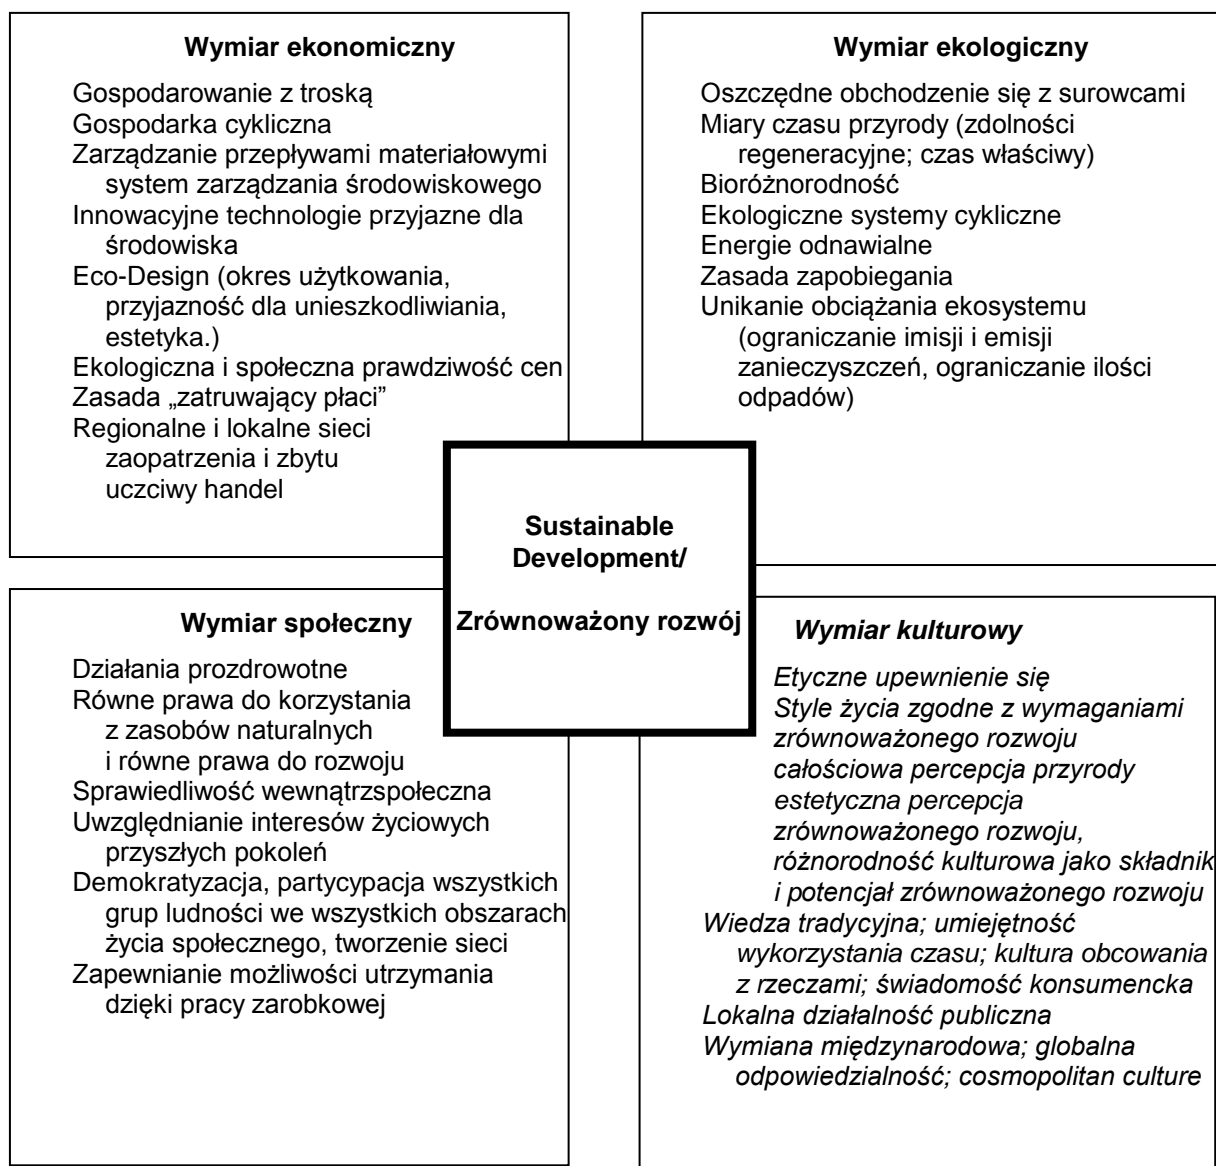 Wymiar ekonomiczny
Gospodarowanie z troską
Gospodarka cykliczna
Zarządzanie przepływami materiałowymi
system zarządzania środowiskowego
Innowacyjne technologie przyjazne dla
środowiska
Eco-Design (okres użytkowania,
przyjazność dla unieszkodliwiania,
estetyka.)
Ekologiczna i społeczna prawdziwość cen
Zasada „zatruwający płaci”
Regionalne i lokalne sieci
zaopatrzenia i zbytu
uczciwy handel
Wymiar ekologiczny
Oszczędne obchodzenie się z surowcami
Miary czasu przyrody (zdolności
regeneracyjne; czas właściwy)
Bioróżnorodność
Ekologiczne systemy cykliczne
Energie odnawialne
Zasada zapobiegania
Unikanie obciążania ekosystemu
(ograniczanie imisji i emisji
zanieczyszczeń, ograniczanie ilości
odpadów)
Sustainable
Development/
Zrównoważony rozwój
Wymiar społeczny
Działania prozdrowotne
Równe prawa do korzystania
z zasobów naturalnych
i równe prawa do rozwoju
Sprawiedliwość wewnątrzspołeczna
Uwzględnianie interesów życiowych
przyszłych pokoleń
Demokratyzacja, partycypacja wszystkich
grup ludności we wszystkich obszarach
życia społecznego, tworzenie sieci
Zapewnianie możliwości utrzymania
dzięki pracy zarobkowej
Wymiar kulturowy
Etyczne upewnienie się
Style życia zgodne z wymaganiami
zrównoważonego rozwoju
całościowa percepcja przyrody
estetyczna percepcja
zrównoważonego rozwoju,
różnorodność kulturowa jako składnik
i potencjał zrównoważonego rozwoju
Wiedza tradycyjna; umiejętność
wykorzystania czasu; kultura obcowania
z rzeczami; świadomość konsumencka
Lokalna działalność publiczna
Wymiana międzynarodowa; globalna
odpowiedzialność; cosmopolitan culture